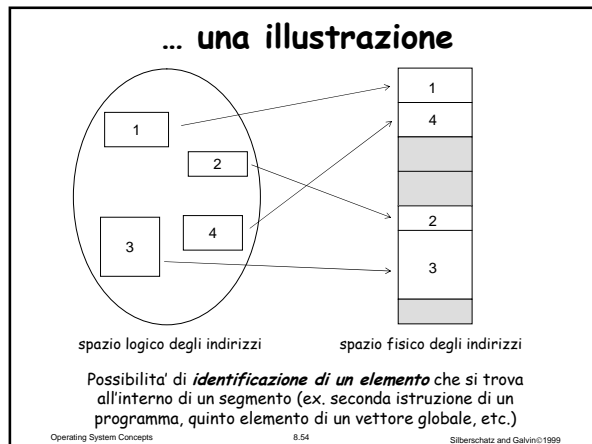 ... una illustrazione
1
2
3
4
1
4
2
3
spazio logico degli indirizzi
spazio fisico degli indirizzi
Possibilita' di identificazione di un elemento che si trova
all'interno di un segmento (ex. seconda istruzione di un
programma, quinto elemento di un vettore globale, etc.)
Operating System Concepts
8.54
Silberschatz and Galvin©1999